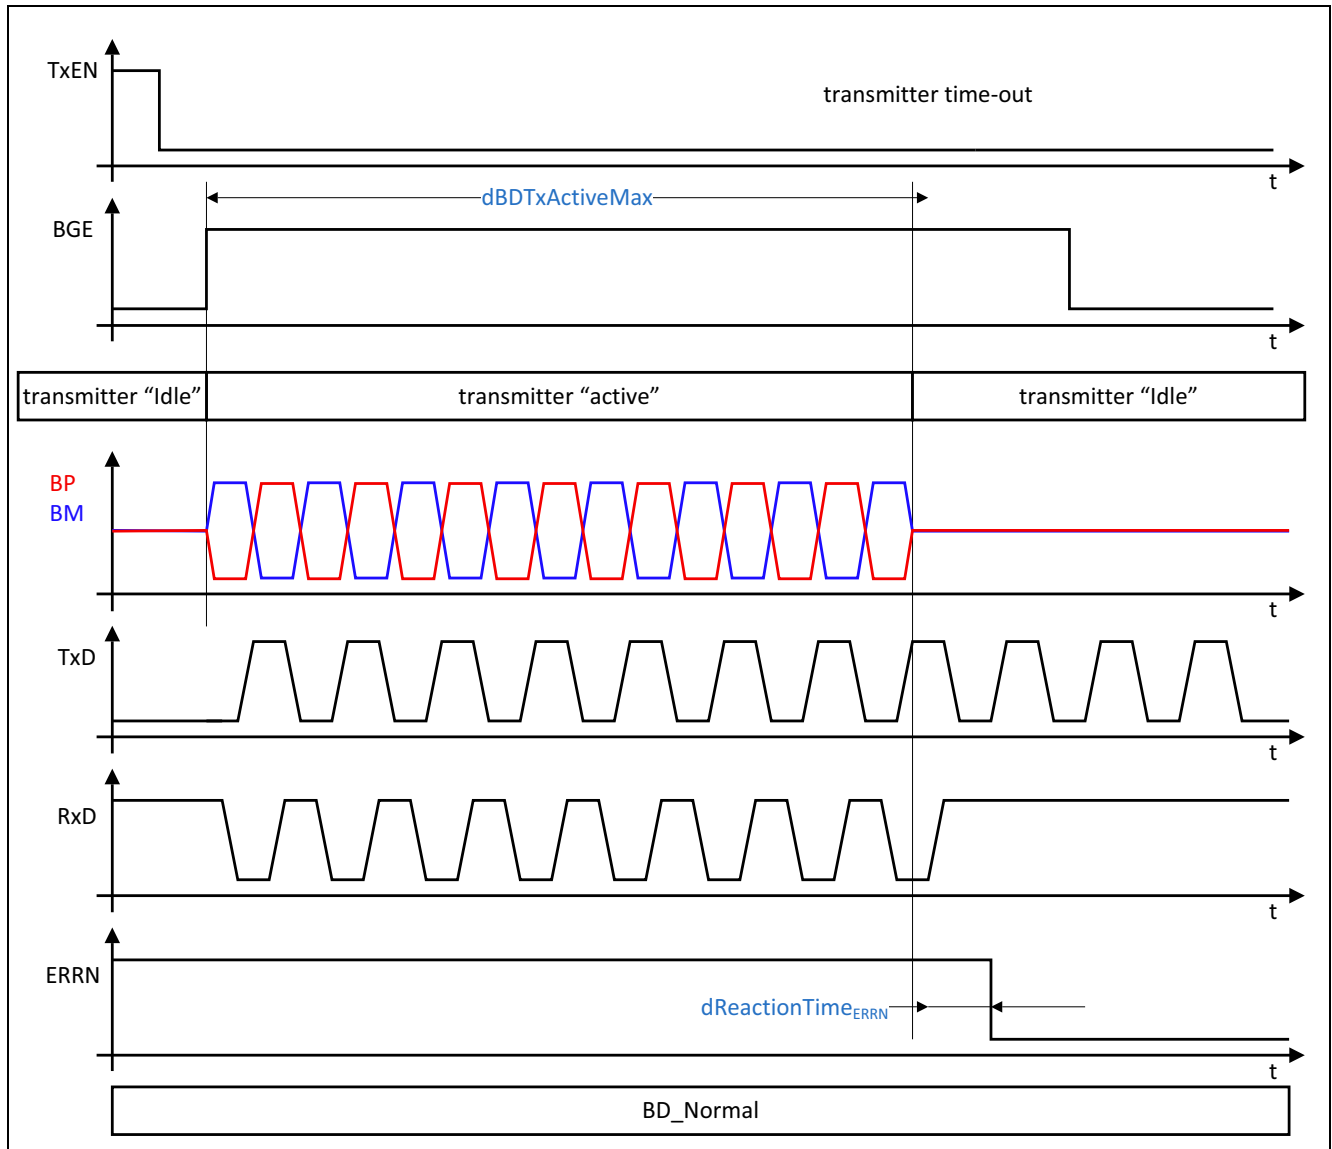 TxEN
transmitter time-out
t
dBDTxActiveMax
BGE
t
transmitter “Idle”
transmitter “active”
transmitter “Idle”
BP
BM
t
TxD
t
RxD
t
ERRN
dReactionTimeERRN
t
BD_Normal